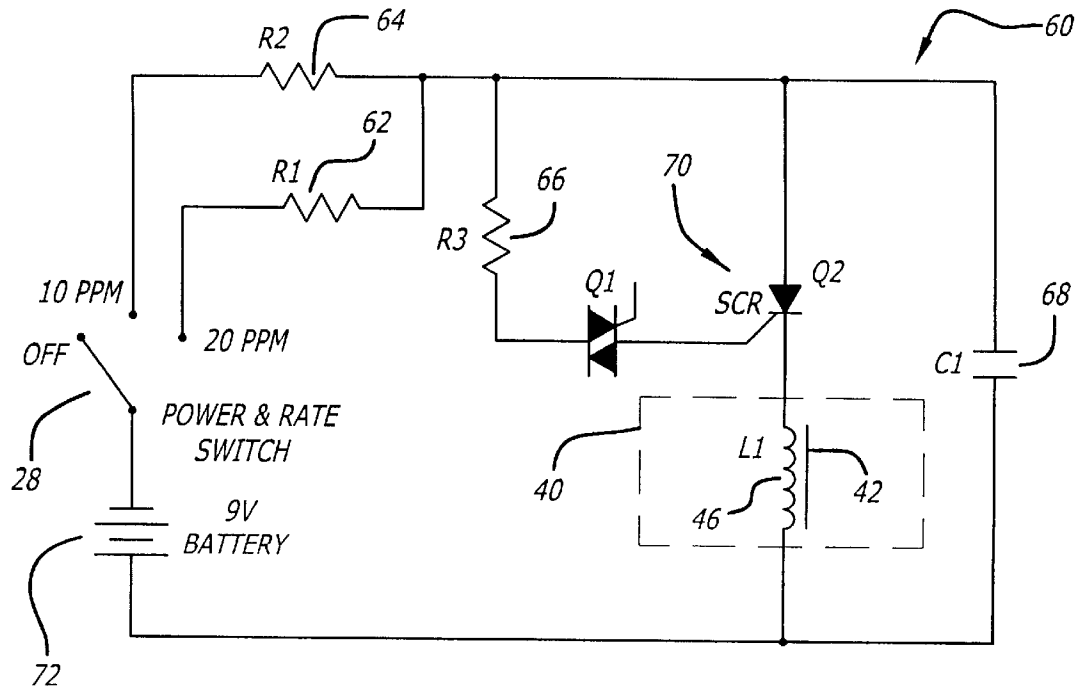 64
R2
60
62
R1
66
70
R3
Q1
Q2
SCR
68
10 PPM
20 PPM
OFF
C1
POWER & RATE
SWITCH
28
L1
40
46
42
9V
BATTERY
72